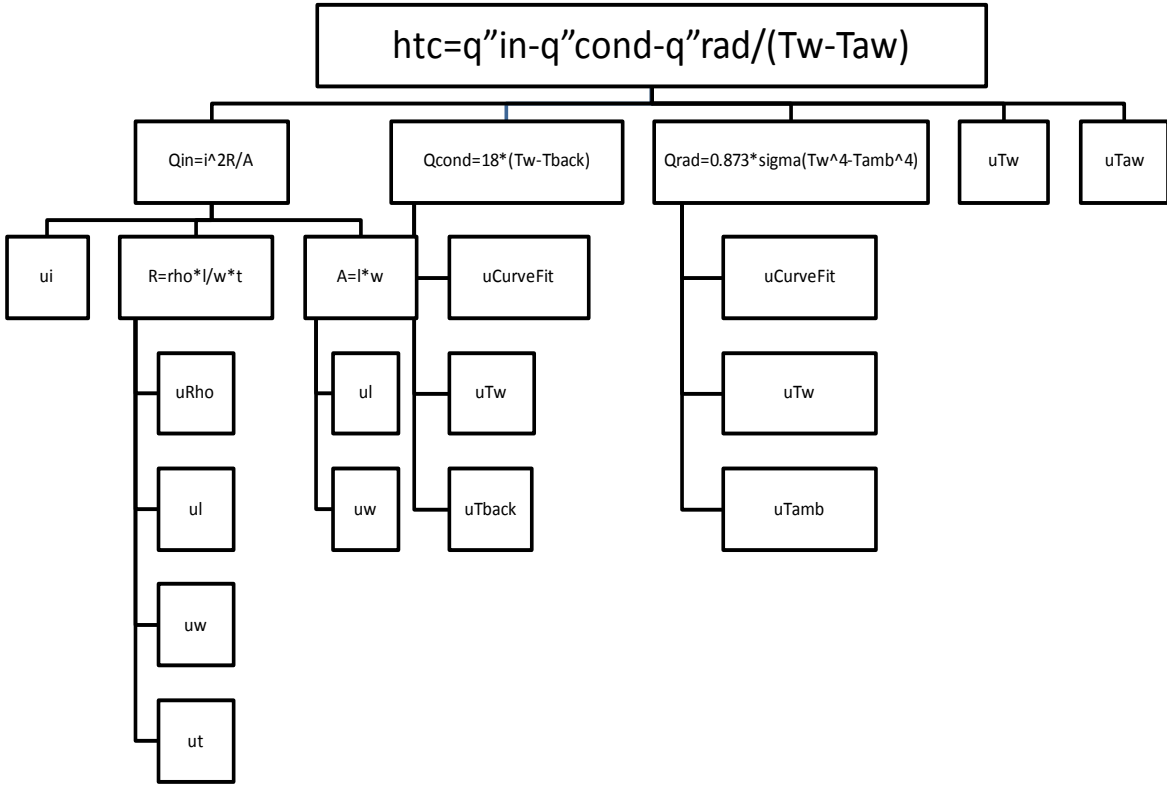 htc=q”in-q”cond-q”rad/(Tw-Taw)
Qin=i^2R/A
Qcond=18*(Tw-Tback)
Qrad=0.873*sigma(Tw^4-Tamb^4)
uTw
uTaw
ui
R=rho*l/w*t
A=l*w
uCurveFit
uCurveFit
uRho
ul
uTw
uTw
ul
uw
uTback
uTamb
uw
ut